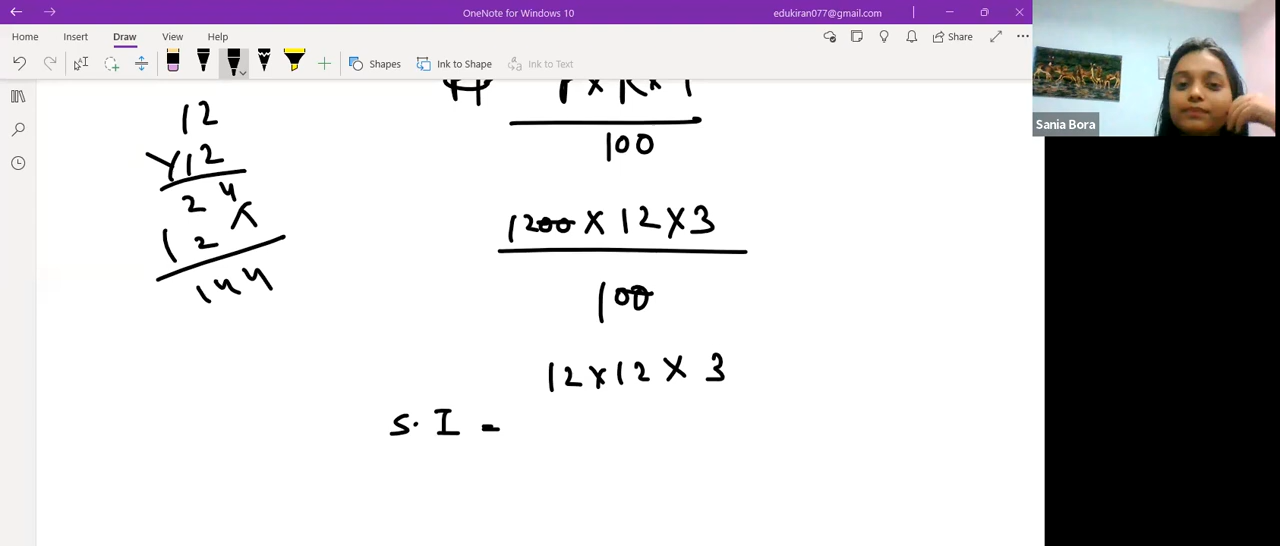 OneNote for Windows 10
edukiran077@gmail.com
Home Insert Draw View Help
Share
Shapes Ink to Shape Ink to Text
Sania Bora
12
×12
24
12×
144
P×R×T
100
1200 × 12 × 3
100
12 × 12 × 3
S. I =